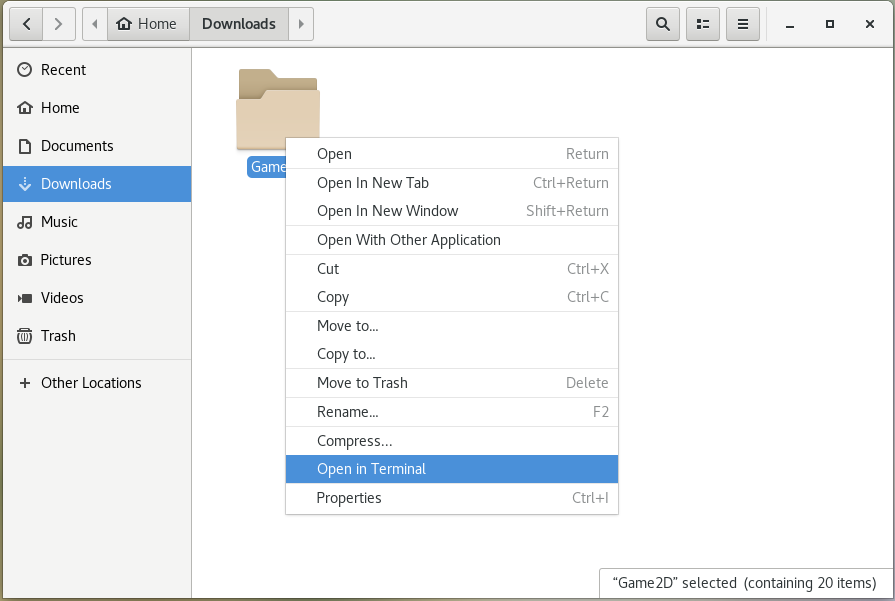 Home Downloads
Recent
Home
Documents
Downloads
Music
Pictures
Videos
Trash
Other Locations
Game
Open Return
Open In New Tab Ctrl+Return
Open In New Window Shift+Return
Open With Other Application
Cut Ctrl+X
Copy Ctrl+C
Move to...
Copy to...
Move to Trash Delete
Rename... F2
Compress...
Open in Terminal
Properties Ctrl+I
“Game2D” selected (containing 20 items)